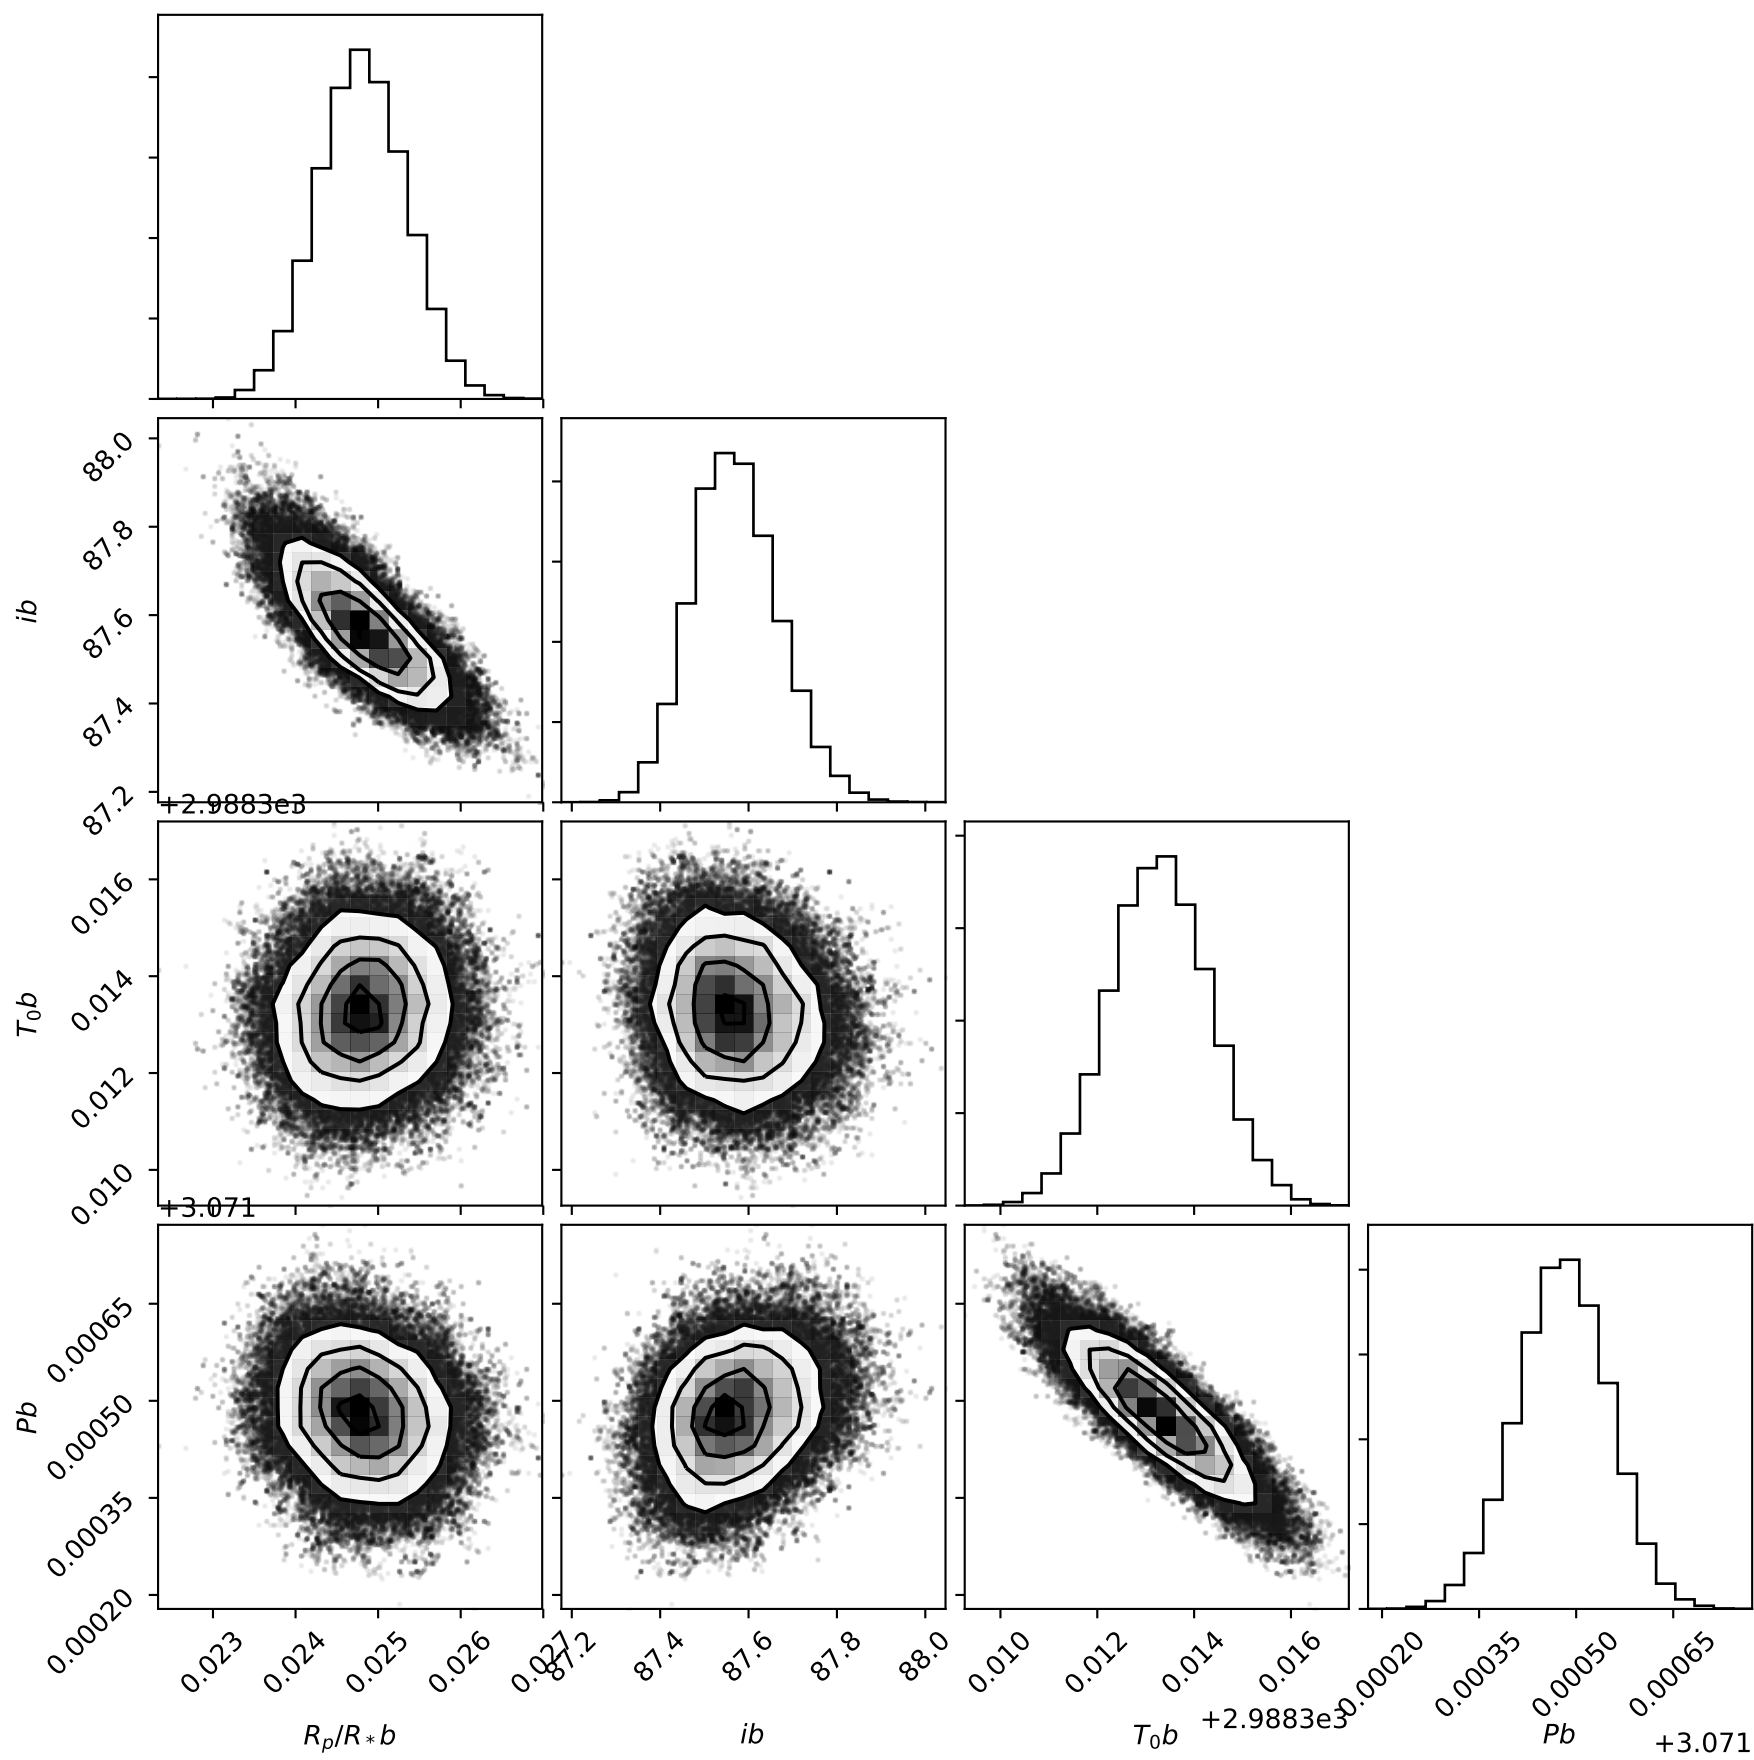 88.0
87.8
87.6
87.4
87.2
ib
+2.9883e3
0.016
0.014
0.012
0.010
T₀b
+3.071
0.00065
0.00050
0.00035
0.00020
Pb
0.023 0.024 0.025 0.026 0.027
87.2 87.4 87.6 87.8 88.0
0.010 0.012 0.014 0.016
0.00020 0.00035 0.00050 0.00065
+2.9883e3
+3.071
Rₚ/R*b
ib
T₀b
Pb